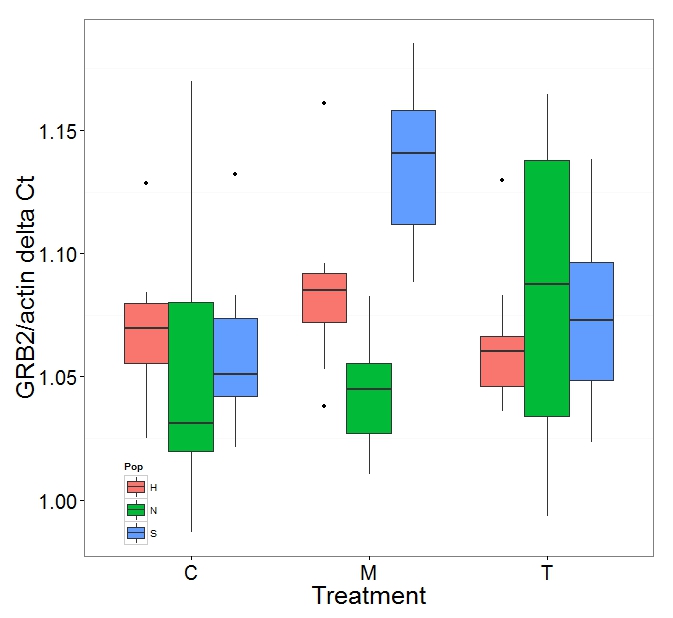 GRB2/actin delta Ct
1.15
1.10
1.05
1.00
Pop
H
N
S
C M T
Treatment